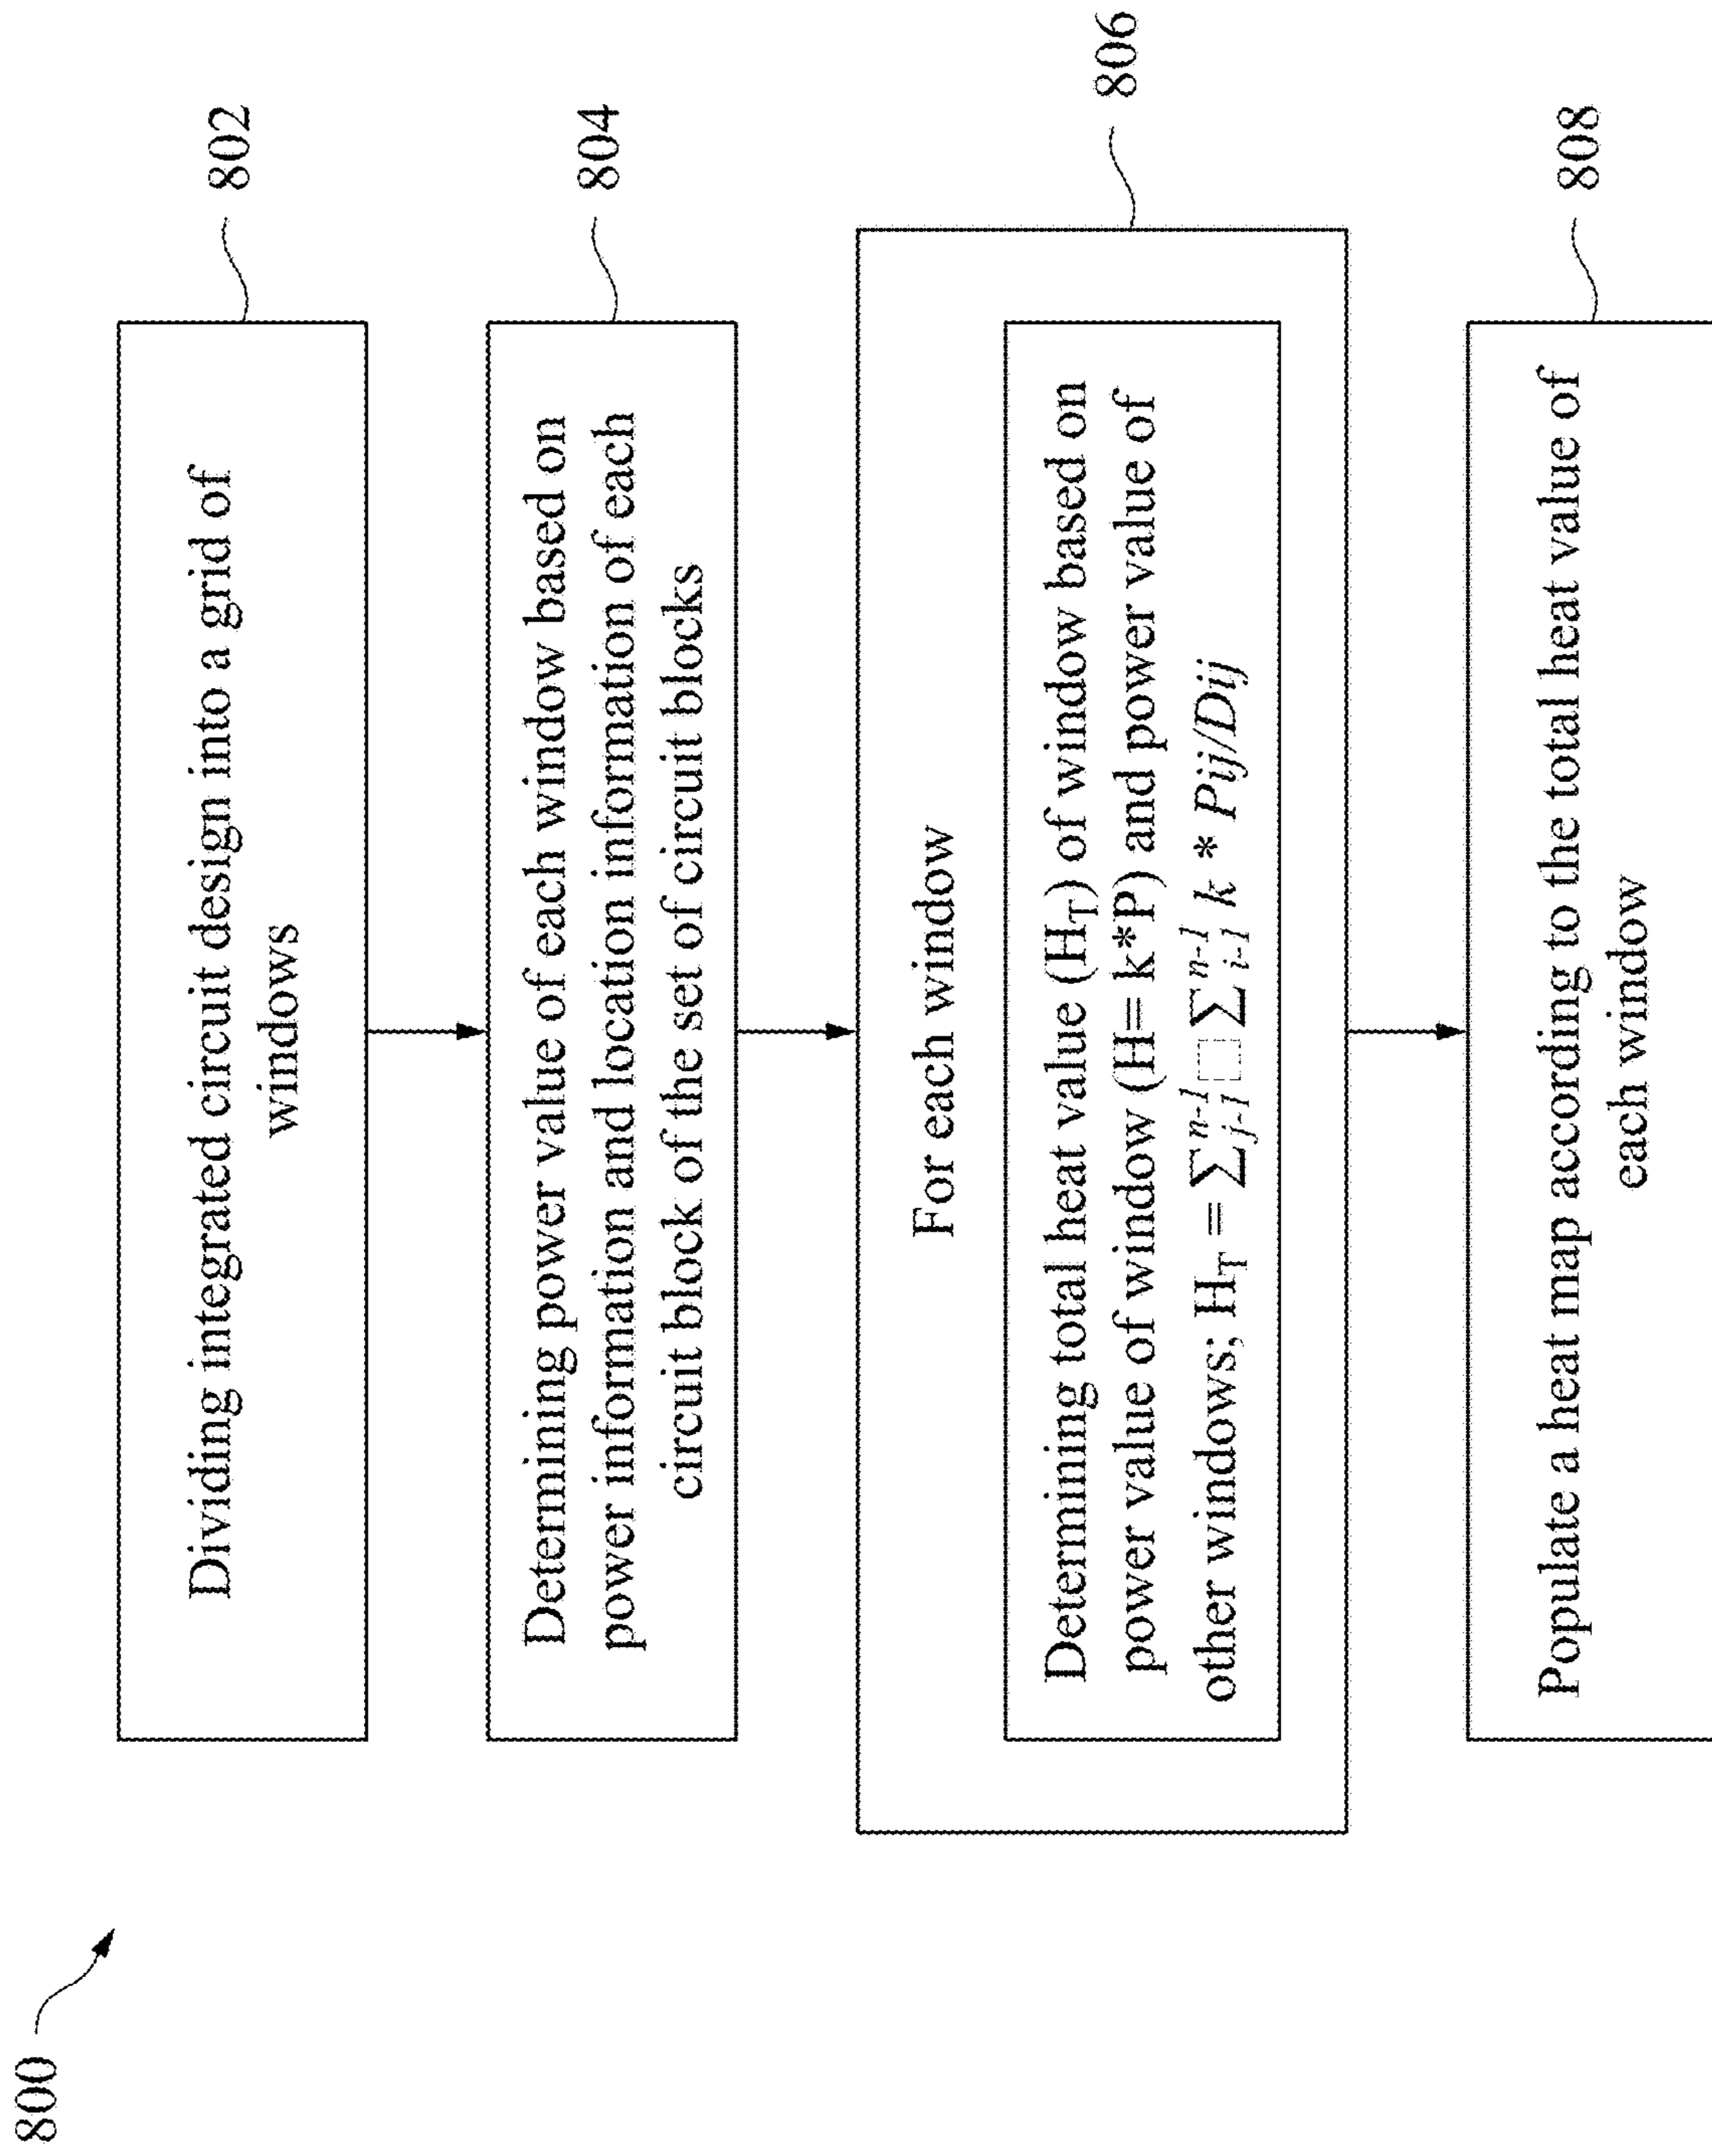 800
Dividing integrated circuit design into a grid of
windows
802
Determining power value of each window based on
power information and location information of each
circuit block of the set of circuit blocks
804
For each window
Determining total heat value (H_T) of window based on
power value of window (H= k*P) and power value of
other windows; H_T = ∑_{j-1}^{n-1}□ ∑_{i-1}^{n-1} k * Pij/Dij
806
Populate a heat map according to the total heat value of
each window
808